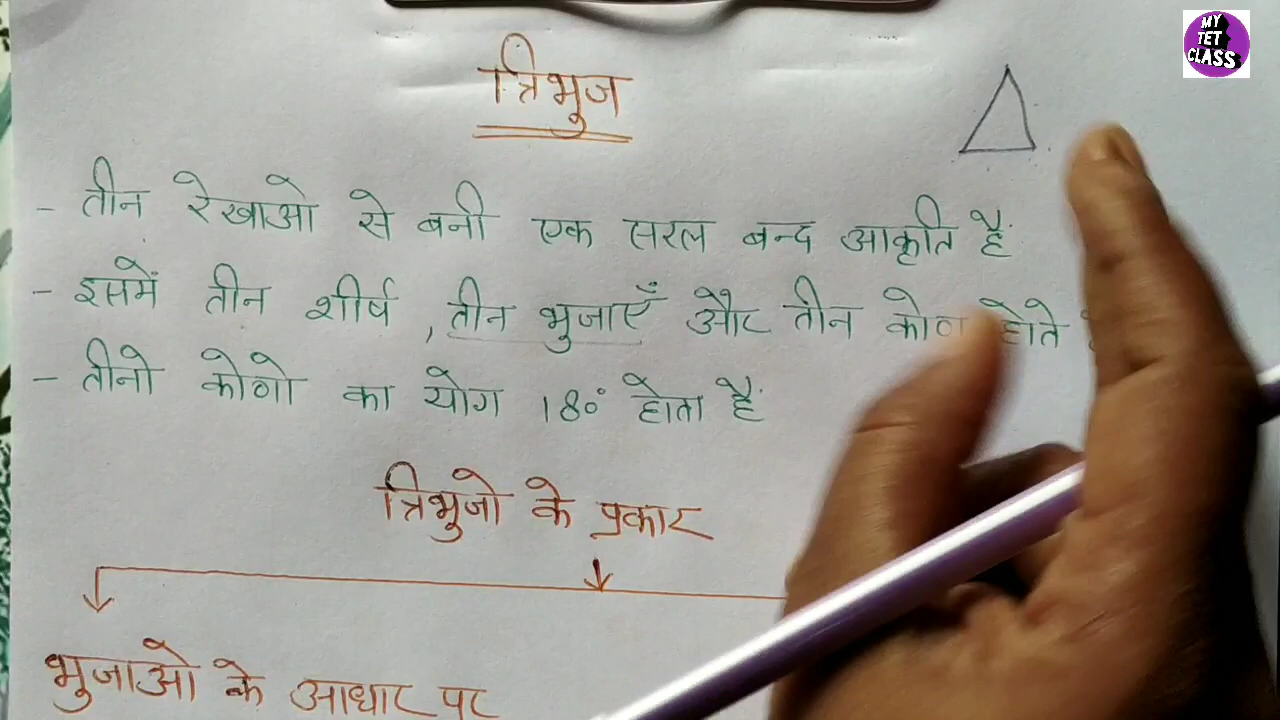 MY
TET
CLASS
त्रिभुज
- तीन रेखाओ से बनी एक सरल बन्द आकृति हैं
- इसमें तीन शीर्ष , तीन भुजाएँ और तीन कोण होते
- तीनो कोणो का योग 180° होता हैं
त्रिभुजो के प्रकार
भुजाओ के आधार पर